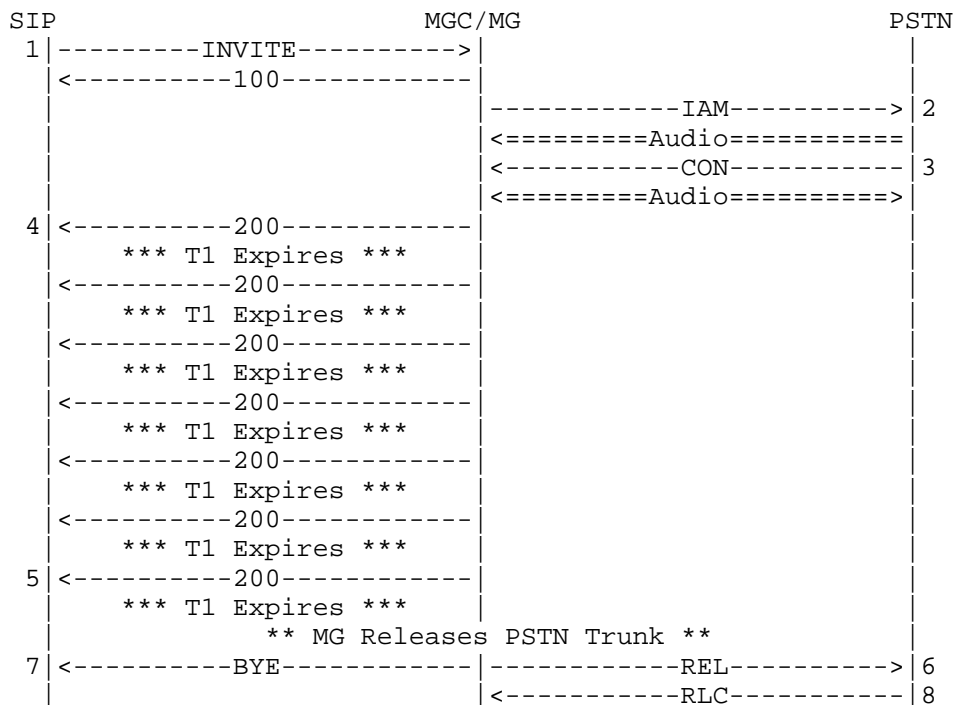 SIP                       MGC/MG                       PSTN
 1|---------INVITE---------->|                          |
  |<----------100------------|                          |
  |                          |------------IAM---------->|2
  |                          |<=========Audio===========|
  |                          |<----------CON------------|3
  |                          |<=========Audio==========>|
 4|<----------200------------|                          |
  |    *** T1 Expires ***    |                          |
  |<----------200------------|                          |
  |    *** T1 Expires ***    |                          |
  |<----------200------------|                          |
  |    *** T1 Expires ***    |                          |
  |<----------200------------|                          |
  |    *** T1 Expires ***    |                          |
  |<----------200------------|                          |
  |    *** T1 Expires ***    |                          |
  |<----------200------------|                          |
  |    *** T1 Expires ***    |                          |
 5|<----------200------------|                          |
  |    *** T1 Expires ***    |                          |
  |             ** MG Releases PSTN Trunk **            |
 7|<----------BYE------------|------------REL---------->|6
  |                          |<-----------RLC-----------|8